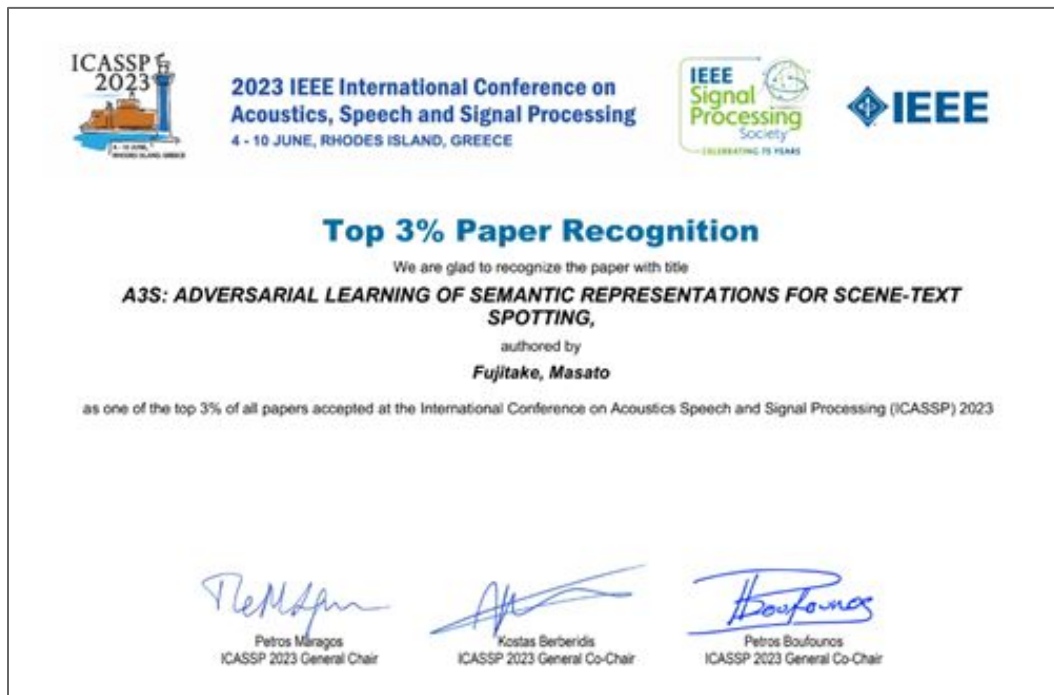 ICASSP
2023
4 - 10 JUNE,
RHODES ISLAND, GREECE
2023 IEEE International Conference on
Acoustics, Speech and Signal Processing
4 - 10 JUNE, RHODES ISLAND, GREECE
IEEE
Signal
Processing
Society
CELEBRATING 75 YEARS
IEEE
Top 3% Paper Recognition
We are glad to recognize the paper with title
A3S: ADVERSARIAL LEARNING OF SEMANTIC REPRESENTATIONS FOR SCENE-TEXT
SPOTTING,
authored by
Fujitake, Masato
as one of the top 3% of all papers accepted at the International Conference on Acoustics Speech and Signal Processing (ICASSP) 2023
Petros Maragos
ICASSP 2023 General Chair
Kostas Berberidis
ICASSP 2023 General Co-Chair
Petros Boufounos
ICASSP 2023 General Co-Chair